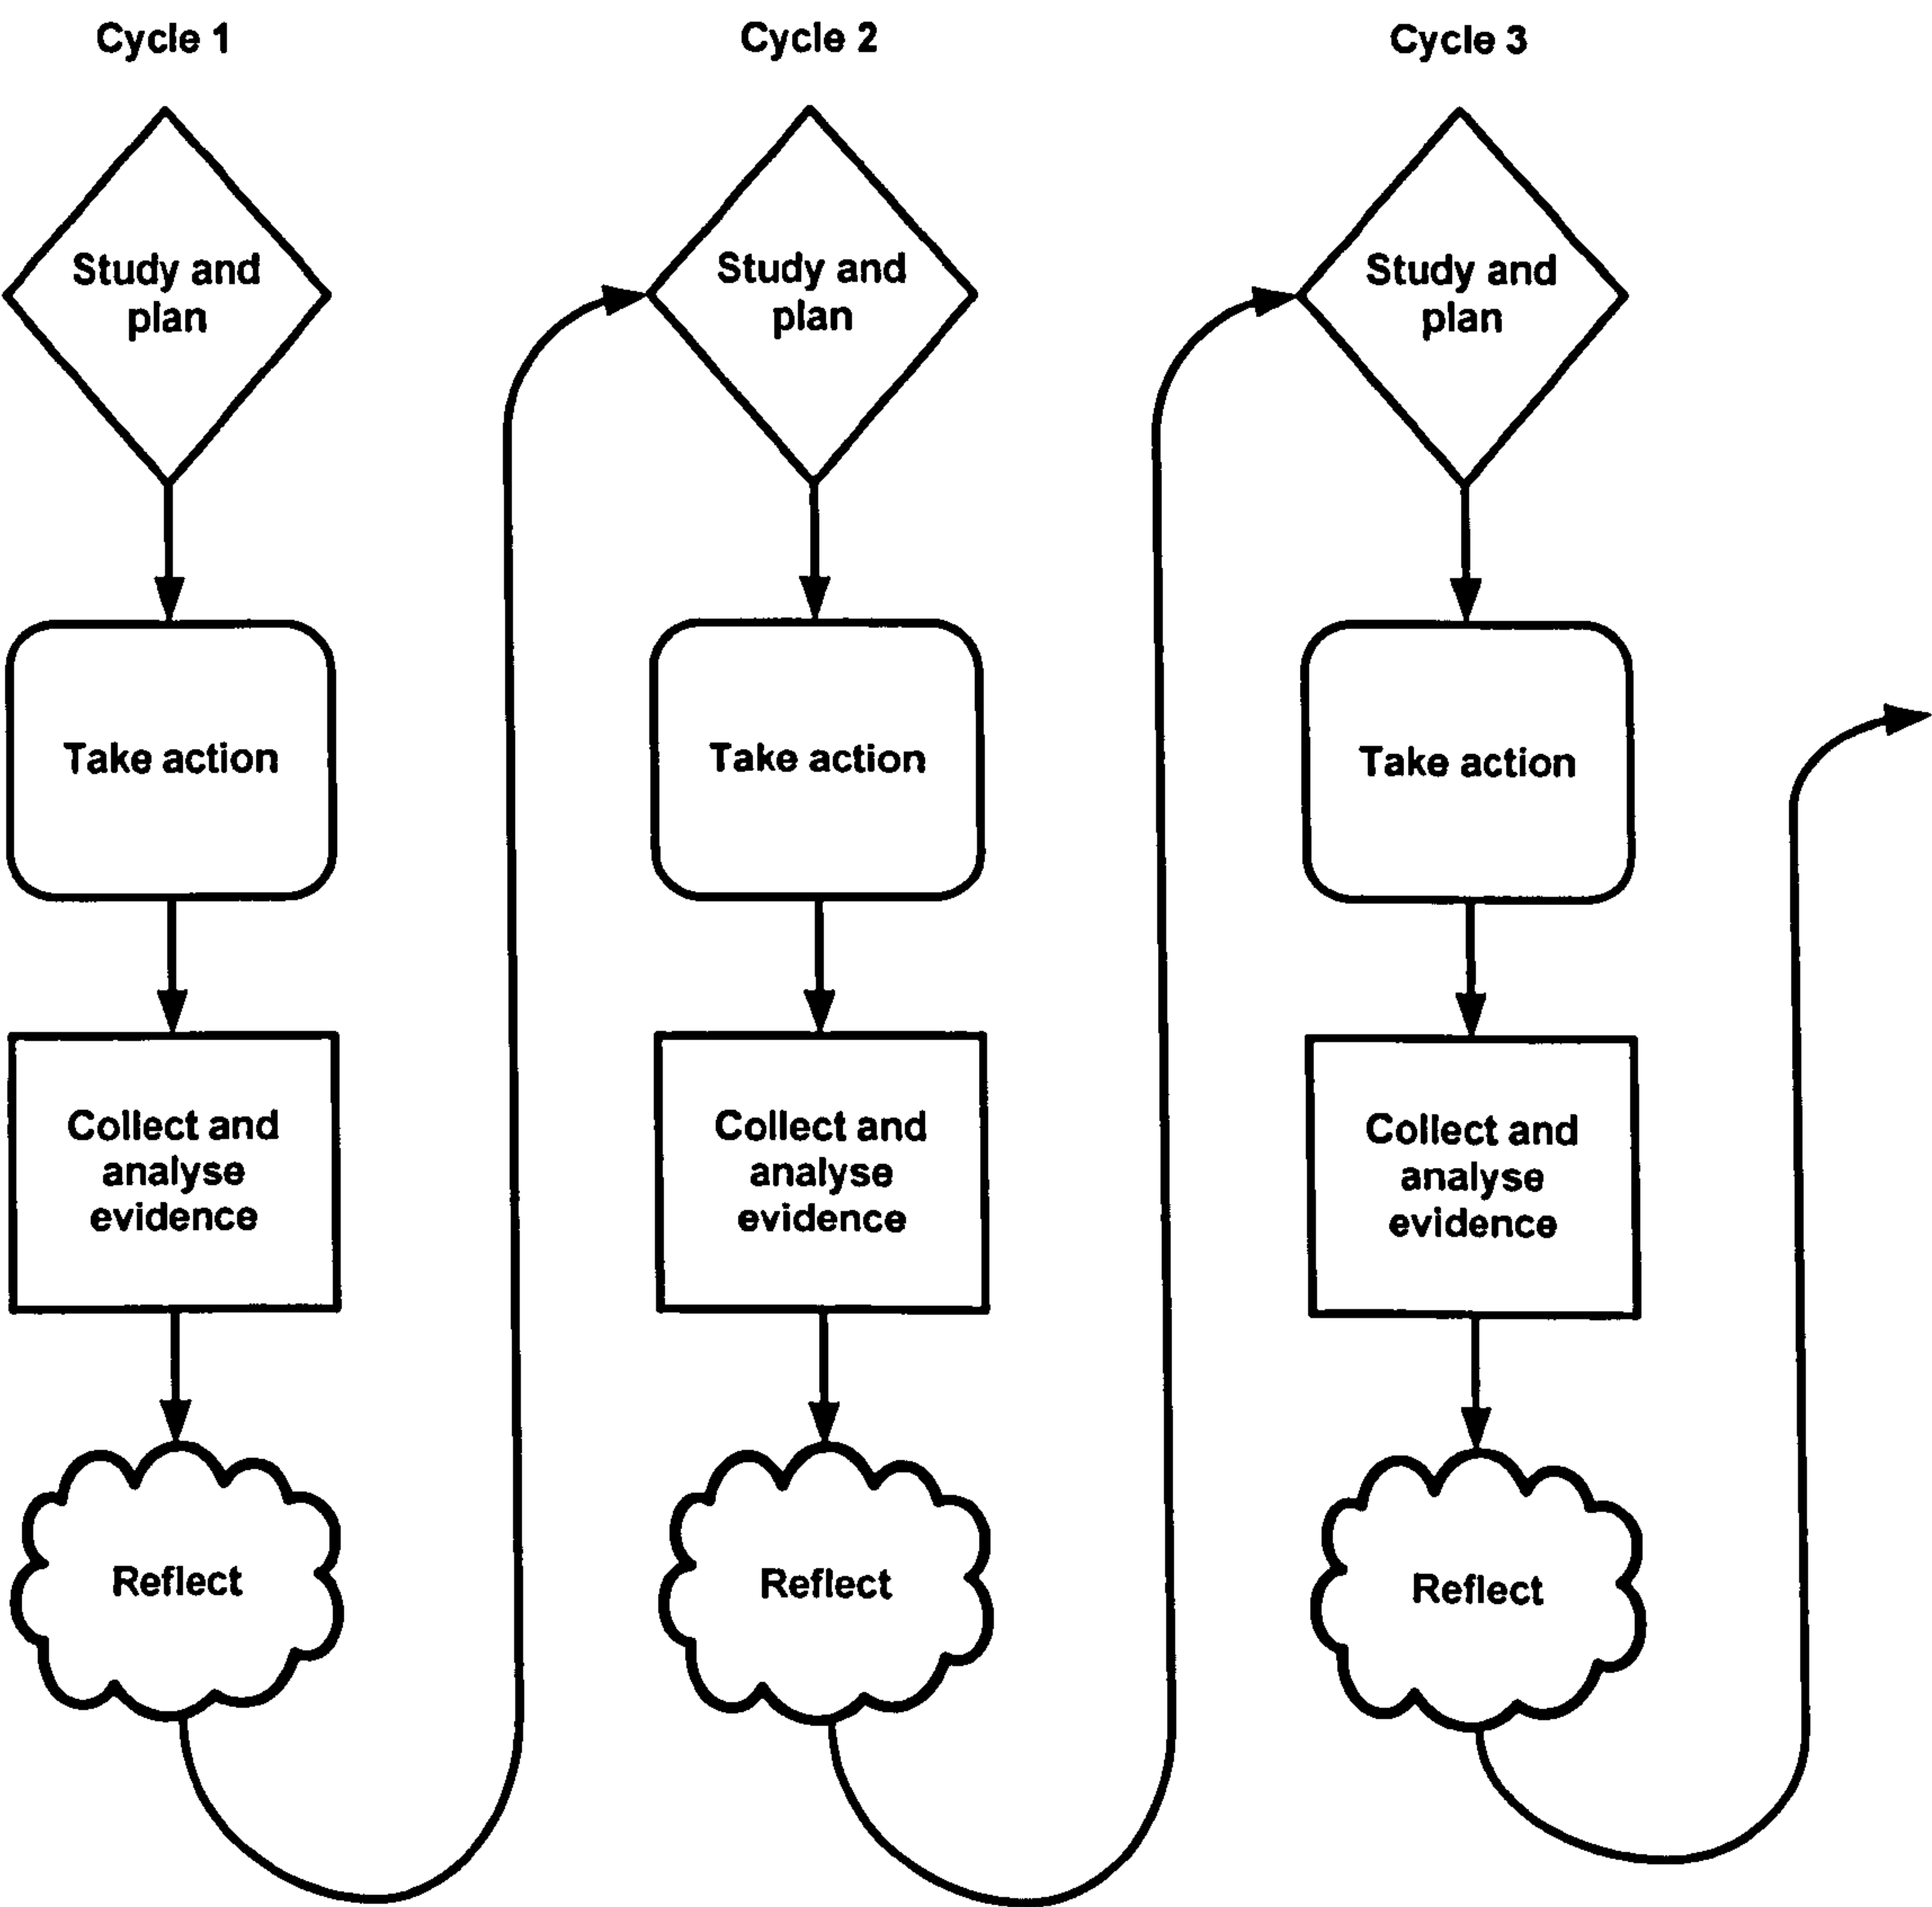 Cycle 1
Study and
plan
Take action
Collect and
analyse
evidence
Reflect
Cycle 2
Study and
plan
Take action
Collect and
analyse
evidence
Reflect
Cycle 3
Study and
plan
Take action
Collect and
analyse
evidence
Reflect